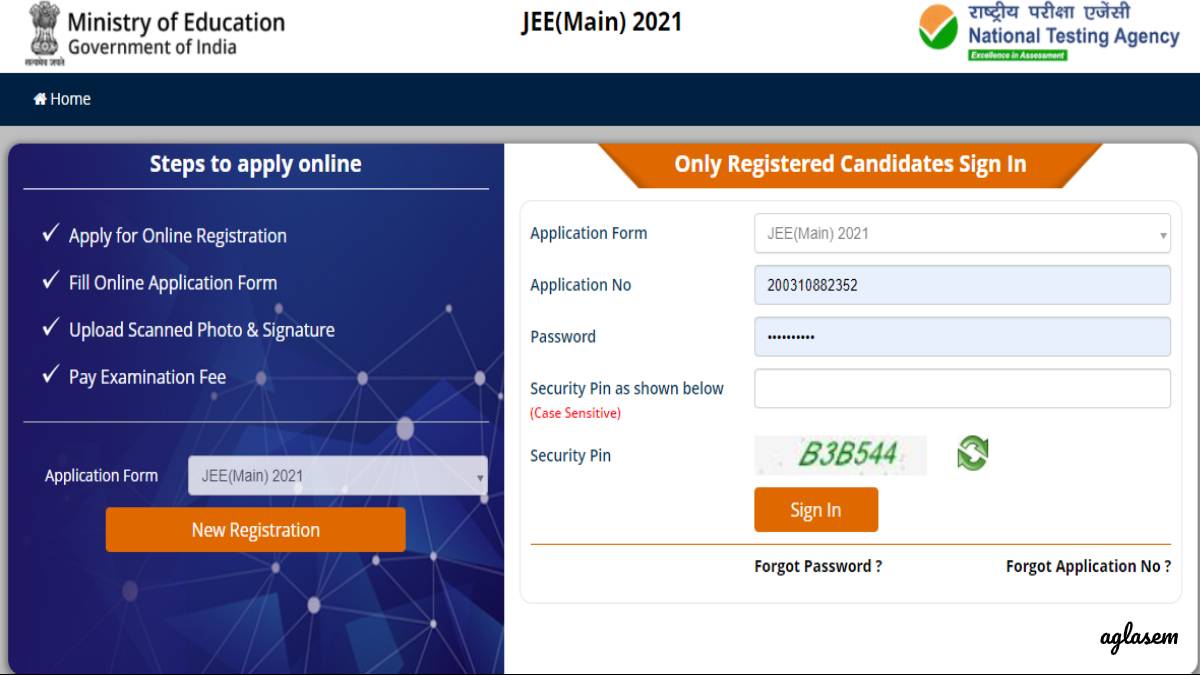 सत्यमेव जयते
Ministry of Education
Government of India
JEE(Main) 2021
राष्ट्रीय परीक्षा एजेंसी
National Testing Agency
Excellence in Assessment
Home
Steps to apply online
Apply for Online Registration
Fill Online Application Form
Upload Scanned Photo & Signature
Pay Examination Fee
Application Form JEE(Main) 2021
New Registration
Only Registered Candidates Sign In
Application Form JEE(Main) 2021
Application No 200310882352
Password ••••••••••
Security Pin as shown below
(Case Sensitive)
Security Pin B3B544
Sign In
Forgot Password ? Forgot Application No ?
aglasem